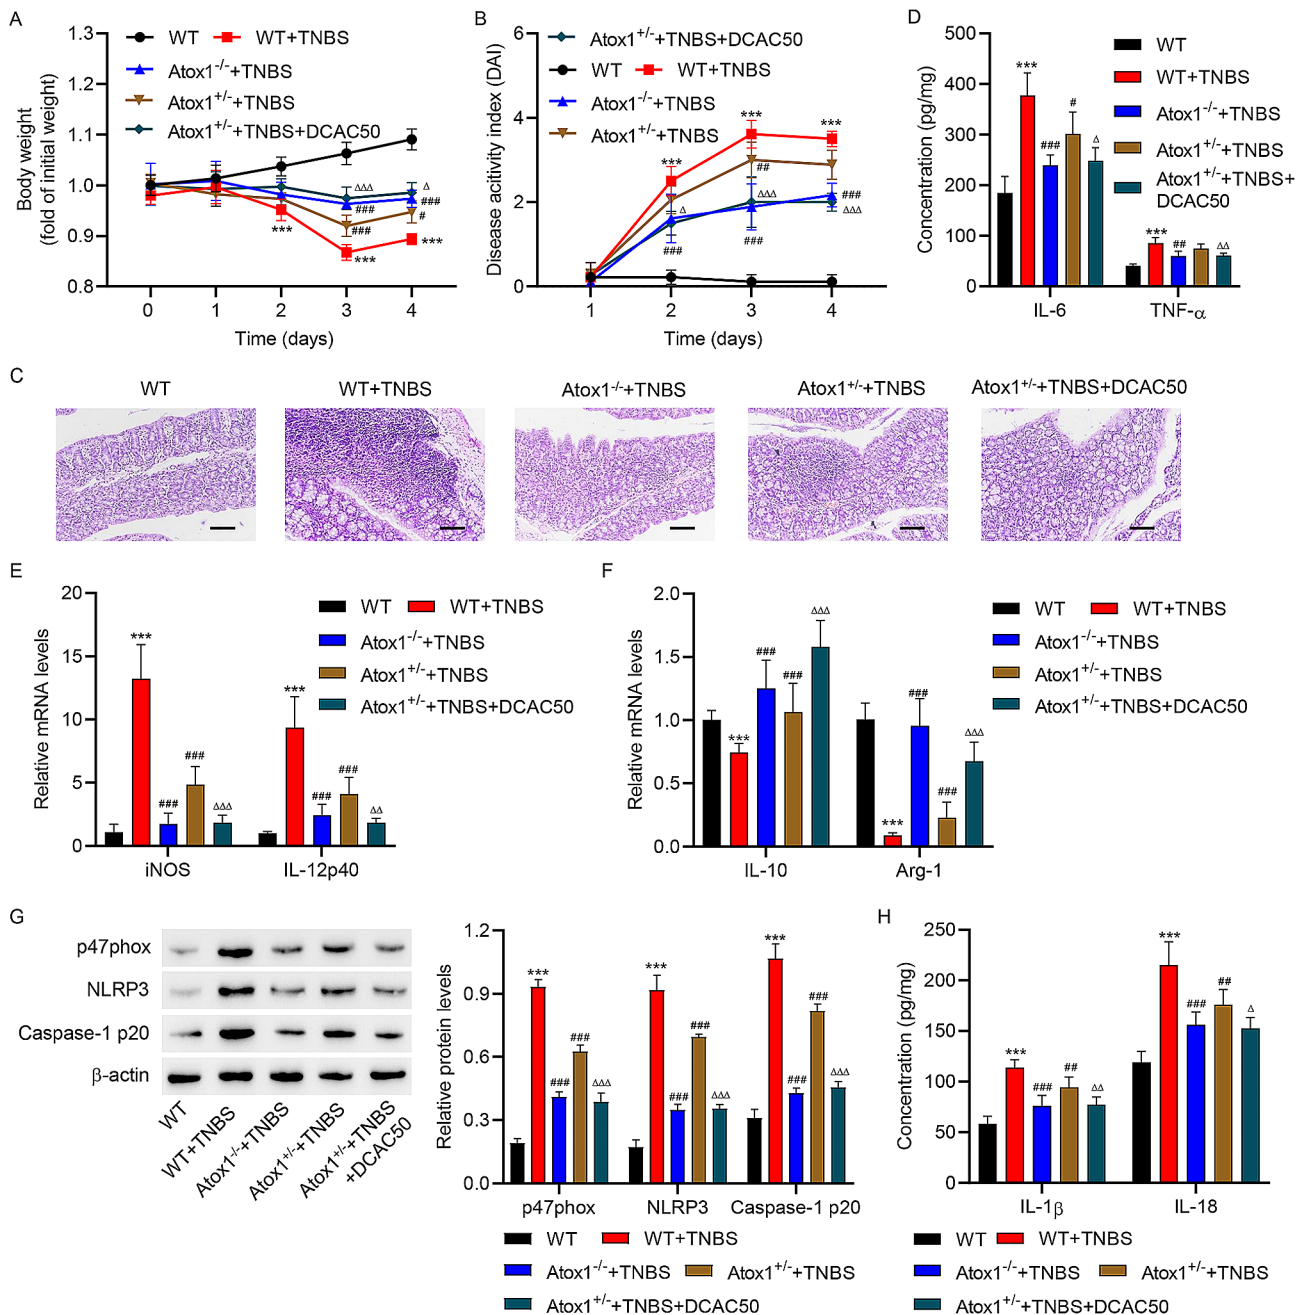 A
1.3
1.2
1.1
1.0
0.9
0.8
Body weight
(fold of initial weight)
WT
WT+TNBS
Atox1-/-+TNBS
Atox1+/-+TNBS
Atox1+/-+TNBS+DCAC50
***
***
***
ΔΔΔ
###
###
Δ
###
#
0 1 2 3 4
Time (days)
B
6
4
2
0
Disease acitivity index (DAI)
Atox1+/-+TNBS+DCAC50
WT
WT+TNBS
Atox1-/-+TNBS
Atox1+/-+TNBS
***
***
***
##
Δ
ΔΔΔ
###
###
###
ΔΔΔ
1 2 3 4
Time (days)
D
500
400
300
200
100
0
Concentration (pg/mg)
WT
WT+TNBS
Atox1-/-+TNBS
Atox1+/-+TNBS
Atox1+/-+TNBS+
DCAC50
***
###
#
Δ
***
##
ΔΔ
IL-6
TNF-α
C
WT
WT+TNBS
Atox1-/-+TNBS
Atox1+/-+TNBS
Atox1+/-+TNBS+DCAC50
E
20
15
10
5
0
Relative mRNA levels
WT
WT+TNBS
Atox1-/-+TNBS
Atox1+/-+TNBS
Atox1+/-+TNBS+DCAC50
***
###
###
ΔΔΔ
***
###
###
ΔΔ
iNOS
IL-12p40
F
2.0
1.5
1.0
0.5
0.0
Relative mRNA levels
WT
WT+TNBS
Atox1-/-+TNBS
Atox1+/-+TNBS
Atox1+/-+TNBS+DCAC50
***
###
###
ΔΔΔ
***
###
###
ΔΔΔ
IL-10
Arg-1
G
p47phox
NLRP3
Caspase-1 p20
β-actin
WT
WT+TNBS
Atox1-/-+TNBS
Atox1+/-+TNBS
Atox1+/-+TNBS
+DCAC50
1.2
0.9
0.6
0.3
0.0
Relative protein levels
***
###
###
ΔΔΔ
***
###
###
ΔΔΔ
***
###
###
ΔΔΔ
p47phox
NLRP3
Caspase-1 p20
WT
WT+TNBS
Atox1-/-+TNBS
Atox1+/-+TNBS
Atox1+/-+TNBS+DCAC50
H
250
200
150
100
50
0
Concentration (pg/mg)
***
###
##
ΔΔ
***
###
##
Δ
IL-1β
IL-18
WT
WT+TNBS
Atox1-/-+TNBS
Atox1+/-+TNBS
Atox1+/-+TNBS+DCAC50